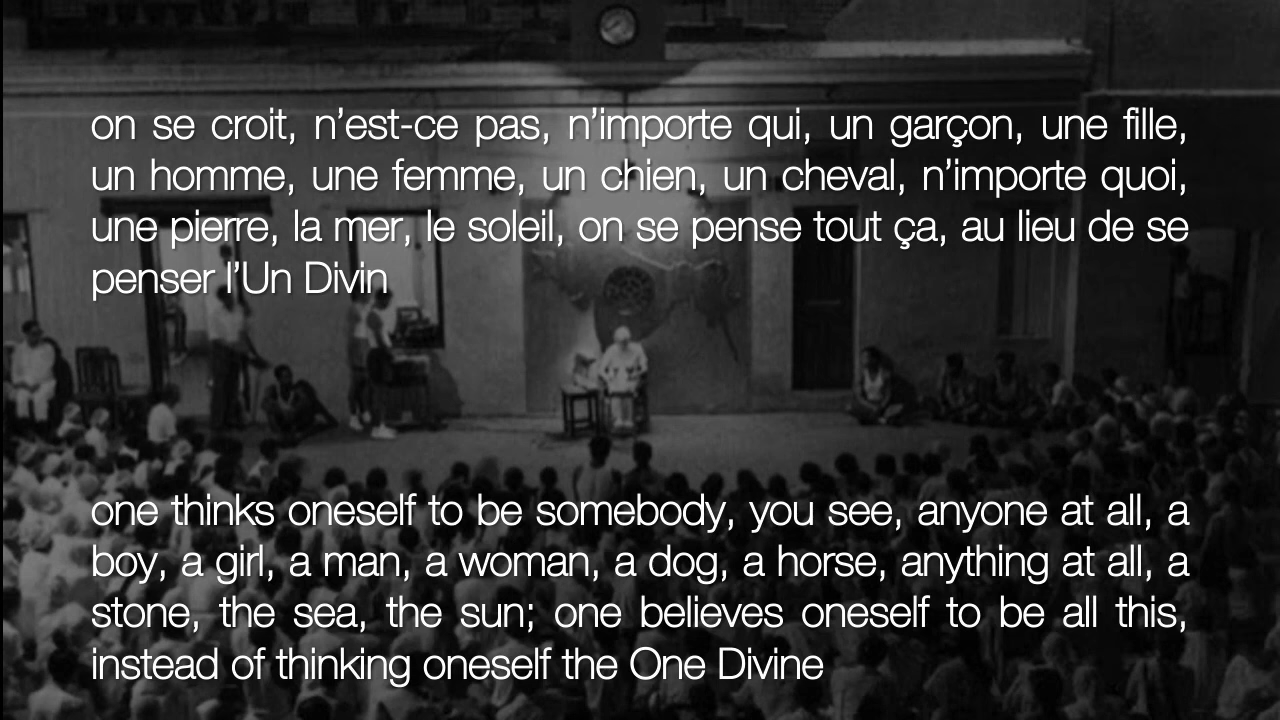 on se croit, n’est-ce pas, n’importe qui, un garçon, une fille,
un homme, une femme, un chien, un cheval, n’importe quoi,
une pierre, la mer, le soleil, on se pense tout ça, au lieu de se
penser l’Un Divin
one thinks oneself to be somebody, you see, anyone at all, a
boy, a girl, a man, a woman, a dog, a horse, anything at all, a
stone, the sea, the sun; one believes oneself to be all this,
instead of thinking oneself the One Divine